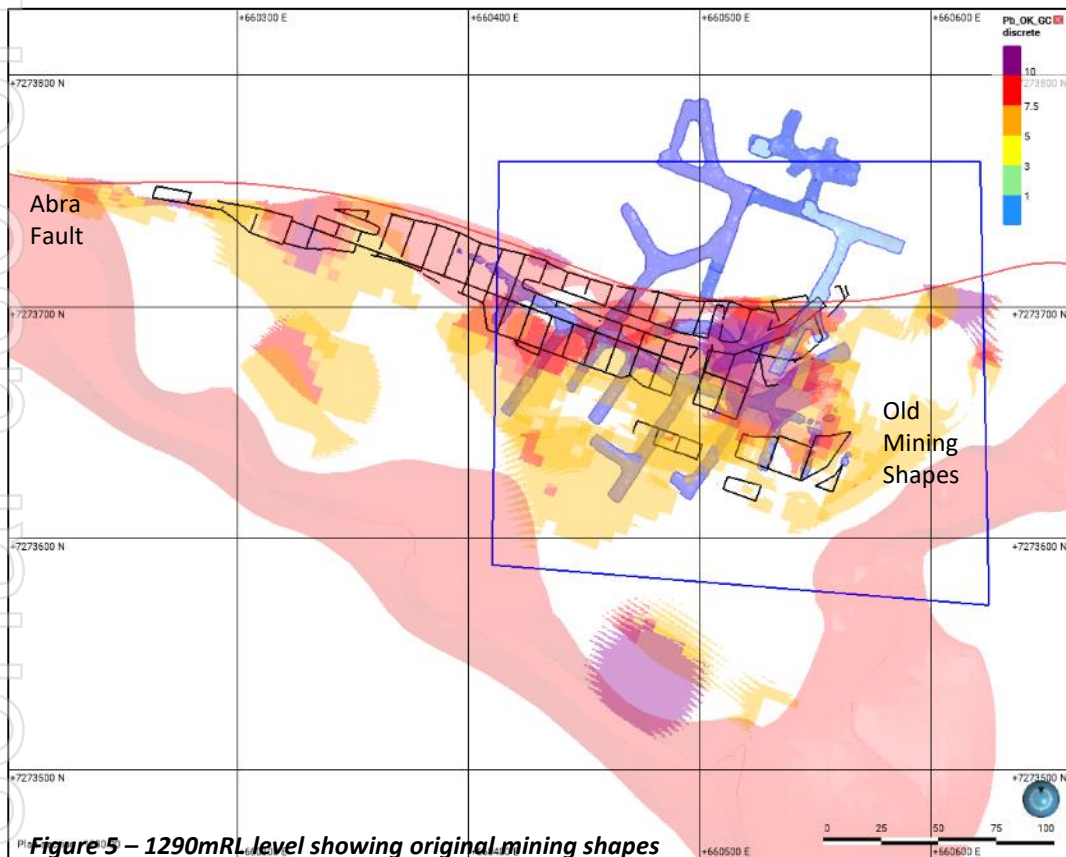 +660300 E
+660400 E
+660500 E
+660600 E
Pb_OK_GC
discrete
10
7.5
5
3
1
+7273800 N
273800 N
Abra
Fault
+7273700 N
+7273700 N
Old
Mining
Shapes
+7273600 N
+7273600 N
+7273500 N
+7273500 N
0 25 50 75 100
Figure 5 – 1290mRL level showing original mining shapes
+660500 E
+660600 E